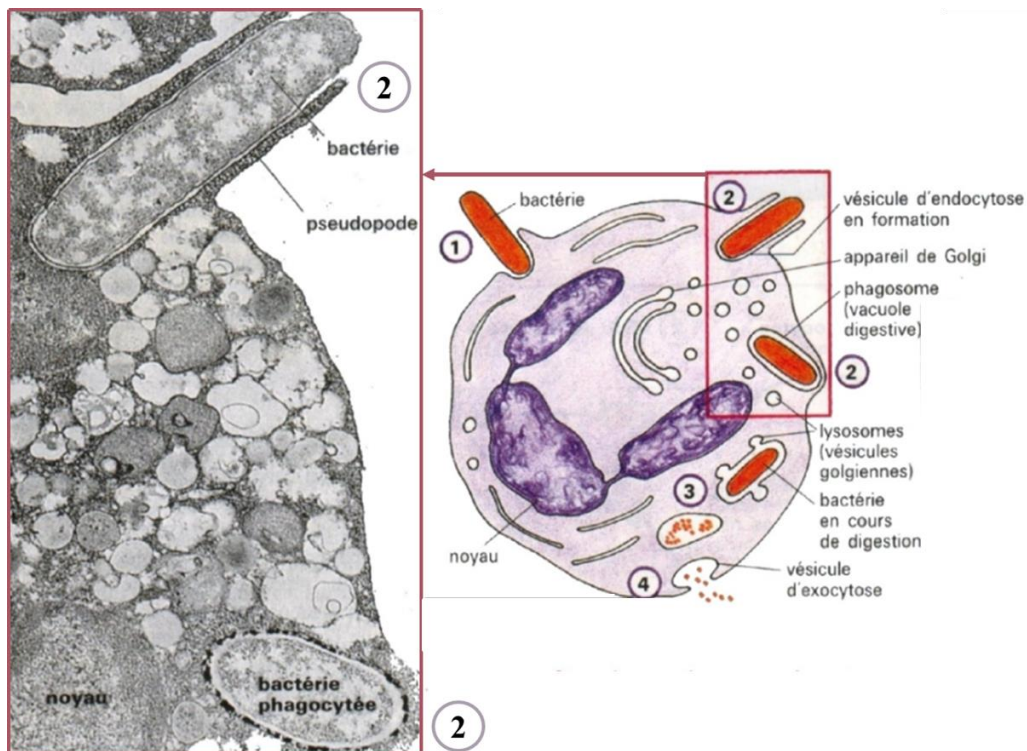 2
bactérie
pseudopode
noyau
bactérie
phagocytée
2
bactérie
1
2
vésicule d'endocytose
en formation
appareil de Golgi
phagosome
(vacuole
digestive)
2
lysosomes
(vésicules
golgiennes)
3
bactérie
en cours
de digestion
noyau
4
vésicule
d'exocytose